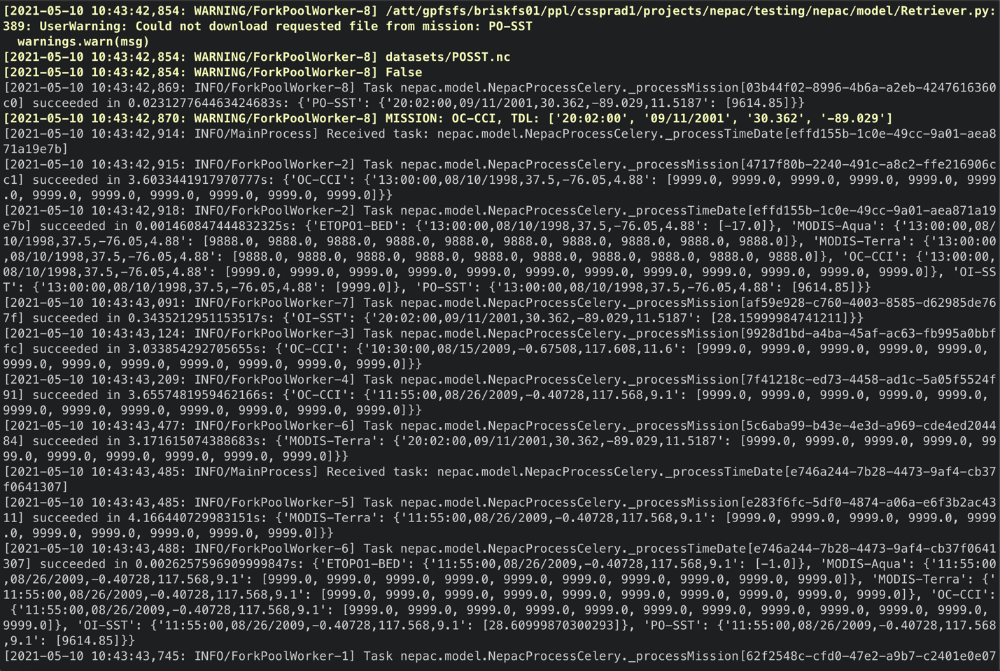 [2021-05-10 10:43:42,854: WARNING/ForkPoolWorker-8] /att/gpfsfs/briskfs01/ppl/cssprad1/projects/nepac/testing/nepac/model/Retriever.py:
389: UserWarning: Could not download requested file from mission: PO-SST
  warnings.warn(msg)
[2021-05-10 10:43:42,854: WARNING/ForkPoolWorker-8] datasets/POSST.nc
[2021-05-10 10:43:42,854: WARNING/ForkPoolWorker-8] False
[2021-05-10 10:43:42,869: INFO/ForkPoolWorker-8] Task nepac.model.NepacProcessCelery._processMission[03b44f02-8996-4b6a-a2eb-4247616360
c0] succeeded in 0.023127764463424683s: {'PO-SST': {'20:02:00,09/11/2001,30.362,-89.029,11.5187': [9614.85]}}
[2021-05-10 10:43:42,870: WARNING/ForkPoolWorker-8] MISSION: OC-CCI, TDL: ['20:02:00', '09/11/2001', '30.362', '-89.029']
[2021-05-10 10:43:42,914: INFO/MainProcess] Received task: nepac.model.NepacProcessCelery._processTimeDate[effd155b-1c0e-49cc-9a01-aea8
71a19e7b]
[2021-05-10 10:43:42,915: INFO/ForkPoolWorker-2] Task nepac.model.NepacProcessCelery._processMission[4717f80b-2240-491c-a8c2-ffe216906c
c1] succeeded in 3.6033441917970777s: {'OC-CCI': {'13:00:00,08/10/1998,37.5,-76.05,4.88': [9999.0, 9999.0, 9999.0, 9999.0, 9999.0, 9999
.0, 9999.0, 9999.0, 9999.0, 9999.0, 9999.0, 9999.0]}}
[2021-05-10 10:43:42,918: INFO/ForkPoolWorker-2] Task nepac.model.NepacProcessCelery._processTimeDate[effd155b-1c0e-49cc-9a01-aea871a19
e7b] succeeded in 0.001460847444832325s: {'ETOPO1-BED': {'13:00:00,08/10/1998,37.5,-76.05,4.88': [-17.0]}, 'MODIS-Aqua': {'13:00:00,08/
10/1998,37.5,-76.05,4.88': [9888.0, 9888.0, 9888.0, 9888.0, 9888.0, 9888.0, 9888.0, 9888.0, 9888.0, 9888.0]}, 'MODIS-Terra': {'13:00:00
,08/10/1998,37.5,-76.05,4.88': [9888.0, 9888.0, 9888.0, 9888.0, 9888.0, 9888.0, 9888.0, 9888.0, 9888.0, 9888.0]}, 'OC-CCI': {'13:00:00,
08/10/1998,37.5,-76.05,4.88': [9999.0, 9999.0, 9999.0, 9999.0, 9999.0, 9999.0, 9999.0, 9999.0, 9999.0, 9999.0, 9999.0, 9999.0]}, 'OI-SS
T': {'13:00:00,08/10/1998,37.5,-76.05,4.88': [9999.0]}, 'PO-SST': {'13:00:00,08/10/1998,37.5,-76.05,4.88': [9614.85]}}
[2021-05-10 10:43:43,091: INFO/ForkPoolWorker-7] Task nepac.model.NepacProcessCelery._processMission[af59e928-c760-4003-8585-d62985de76
7f] succeeded in 0.3435212951153517s: {'OI-SST': {'20:02:00,09/11/2001,30.362,-89.029,11.5187': [28.15999984741211]}}
[2021-05-10 10:43:43,124: INFO/ForkPoolWorker-3] Task nepac.model.NepacProcessCelery._processMission[9928d1bd-a4ba-45af-ac63-fb995a0bbf
fc] succeeded in 3.033854292705655s: {'OC-CCI': {'10:30:00,08/15/2009,-0.67508,117.608,11.6': [9999.0, 9999.0, 9999.0, 9999.0, 9999.0,
9999.0, 9999.0, 9999.0, 9999.0, 9999.0, 9999.0, 9999.0]}}
[2021-05-10 10:43:43,209: INFO/ForkPoolWorker-4] Task nepac.model.NepacProcessCelery._processMission[7f41218c-ed73-4458-ad1c-5a05f5524f
91] succeeded in 3.6557481959462166s: {'OC-CCI': {'11:55:00,08/26/2009,-0.40728,117.568,9.1': [9999.0, 9999.0, 9999.0, 9999.0, 9999.0,
9999.0, 9999.0, 9999.0, 9999.0, 9999.0, 9999.0, 9999.0]}}
[2021-05-10 10:43:43,477: INFO/ForkPoolWorker-6] Task nepac.model.NepacProcessCelery._processMission[5c6aba99-b43e-4e3d-a969-cde4ed2044
84] succeeded in 3.171615074388683s: {'MODIS-Terra': {'20:02:00,09/11/2001,30.362,-89.029,11.5187': [9999.0, 9999.0, 9999.0, 9999.0, 99
99.0, 9999.0, 9999.0, 9999.0, 9999.0, 9999.0]}}
[2021-05-10 10:43:43,485: INFO/MainProcess] Received task: nepac.model.NepacProcessCelery._processTimeDate[e746a244-7b28-4473-9af4-cb37
f0641307]
[2021-05-10 10:43:43,485: INFO/ForkPoolWorker-5] Task nepac.model.NepacProcessCelery._processMission[e283f6fc-5df0-4874-a06a-e6f3b2ac43
11] succeeded in 4.166440729983151s: {'MODIS-Terra': {'11:55:00,08/26/2009,-0.40728,117.568,9.1': [9999.0, 9999.0, 9999.0, 9999.0, 9999
.0, 9999.0, 9999.0, 9999.0, 9999.0, 9999.0]}}
[2021-05-10 10:43:43,488: INFO/ForkPoolWorker-6] Task nepac.model.NepacProcessCelery._processTimeDate[e746a244-7b28-4473-9af4-cb37f0641
307] succeeded in 0.0026257596909999847s: {'ETOPO1-BED': {'11:55:00,08/26/2009,-0.40728,117.568,9.1': [-1.0]}, 'MODIS-Aqua': {'11:55:00
,08/26/2009,-0.40728,117.568,9.1': [9999.0, 9999.0, 9999.0, 9999.0, 9999.0, 9999.0, 9999.0, 9999.0, 9999.0, 9999.0]}, 'MODIS-Terra': {'
11:55:00,08/26/2009,-0.40728,117.568,9.1': [9999.0, 9999.0, 9999.0, 9999.0, 9999.0, 9999.0, 9999.0, 9999.0, 9999.0, 9999.0]}, 'OC-CCI':
 {'11:55:00,08/26/2009,-0.40728,117.568,9.1': [9999.0, 9999.0, 9999.0, 9999.0, 9999.0, 9999.0, 9999.0, 9999.0, 9999.0, 9999.0, 9999.0,
9999.0]}, 'OI-SST': {'11:55:00,08/26/2009,-0.40728,117.568,9.1': [28.60999870300293]}, 'PO-SST': {'11:55:00,08/26/2009,-0.40728,117.568
,9.1': [9614.85]}}
[2021-05-10 10:43:43,745: INFO/ForkPoolWorker-1] Task nepac.model.NepacProcessCelery._processMission[62f2548c-cfd0-47e2-a9b7-c2401e0e07